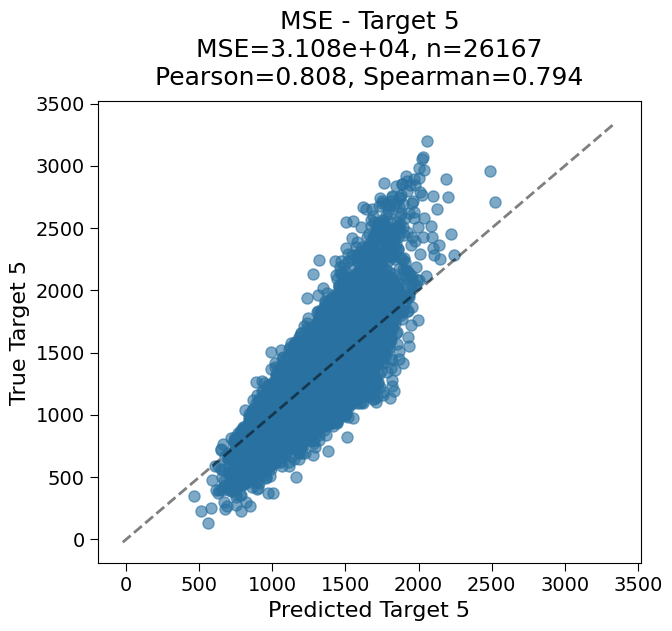 MSE - Target 5
MSE=3.108e+04, n=26167
Pearson=0.808, Spearman=0.794
3500
3000
2500
2000
1500
1000
500
0
True Target 5
0 500 1000 1500 2000 2500 3000 3500
Predicted Target 5